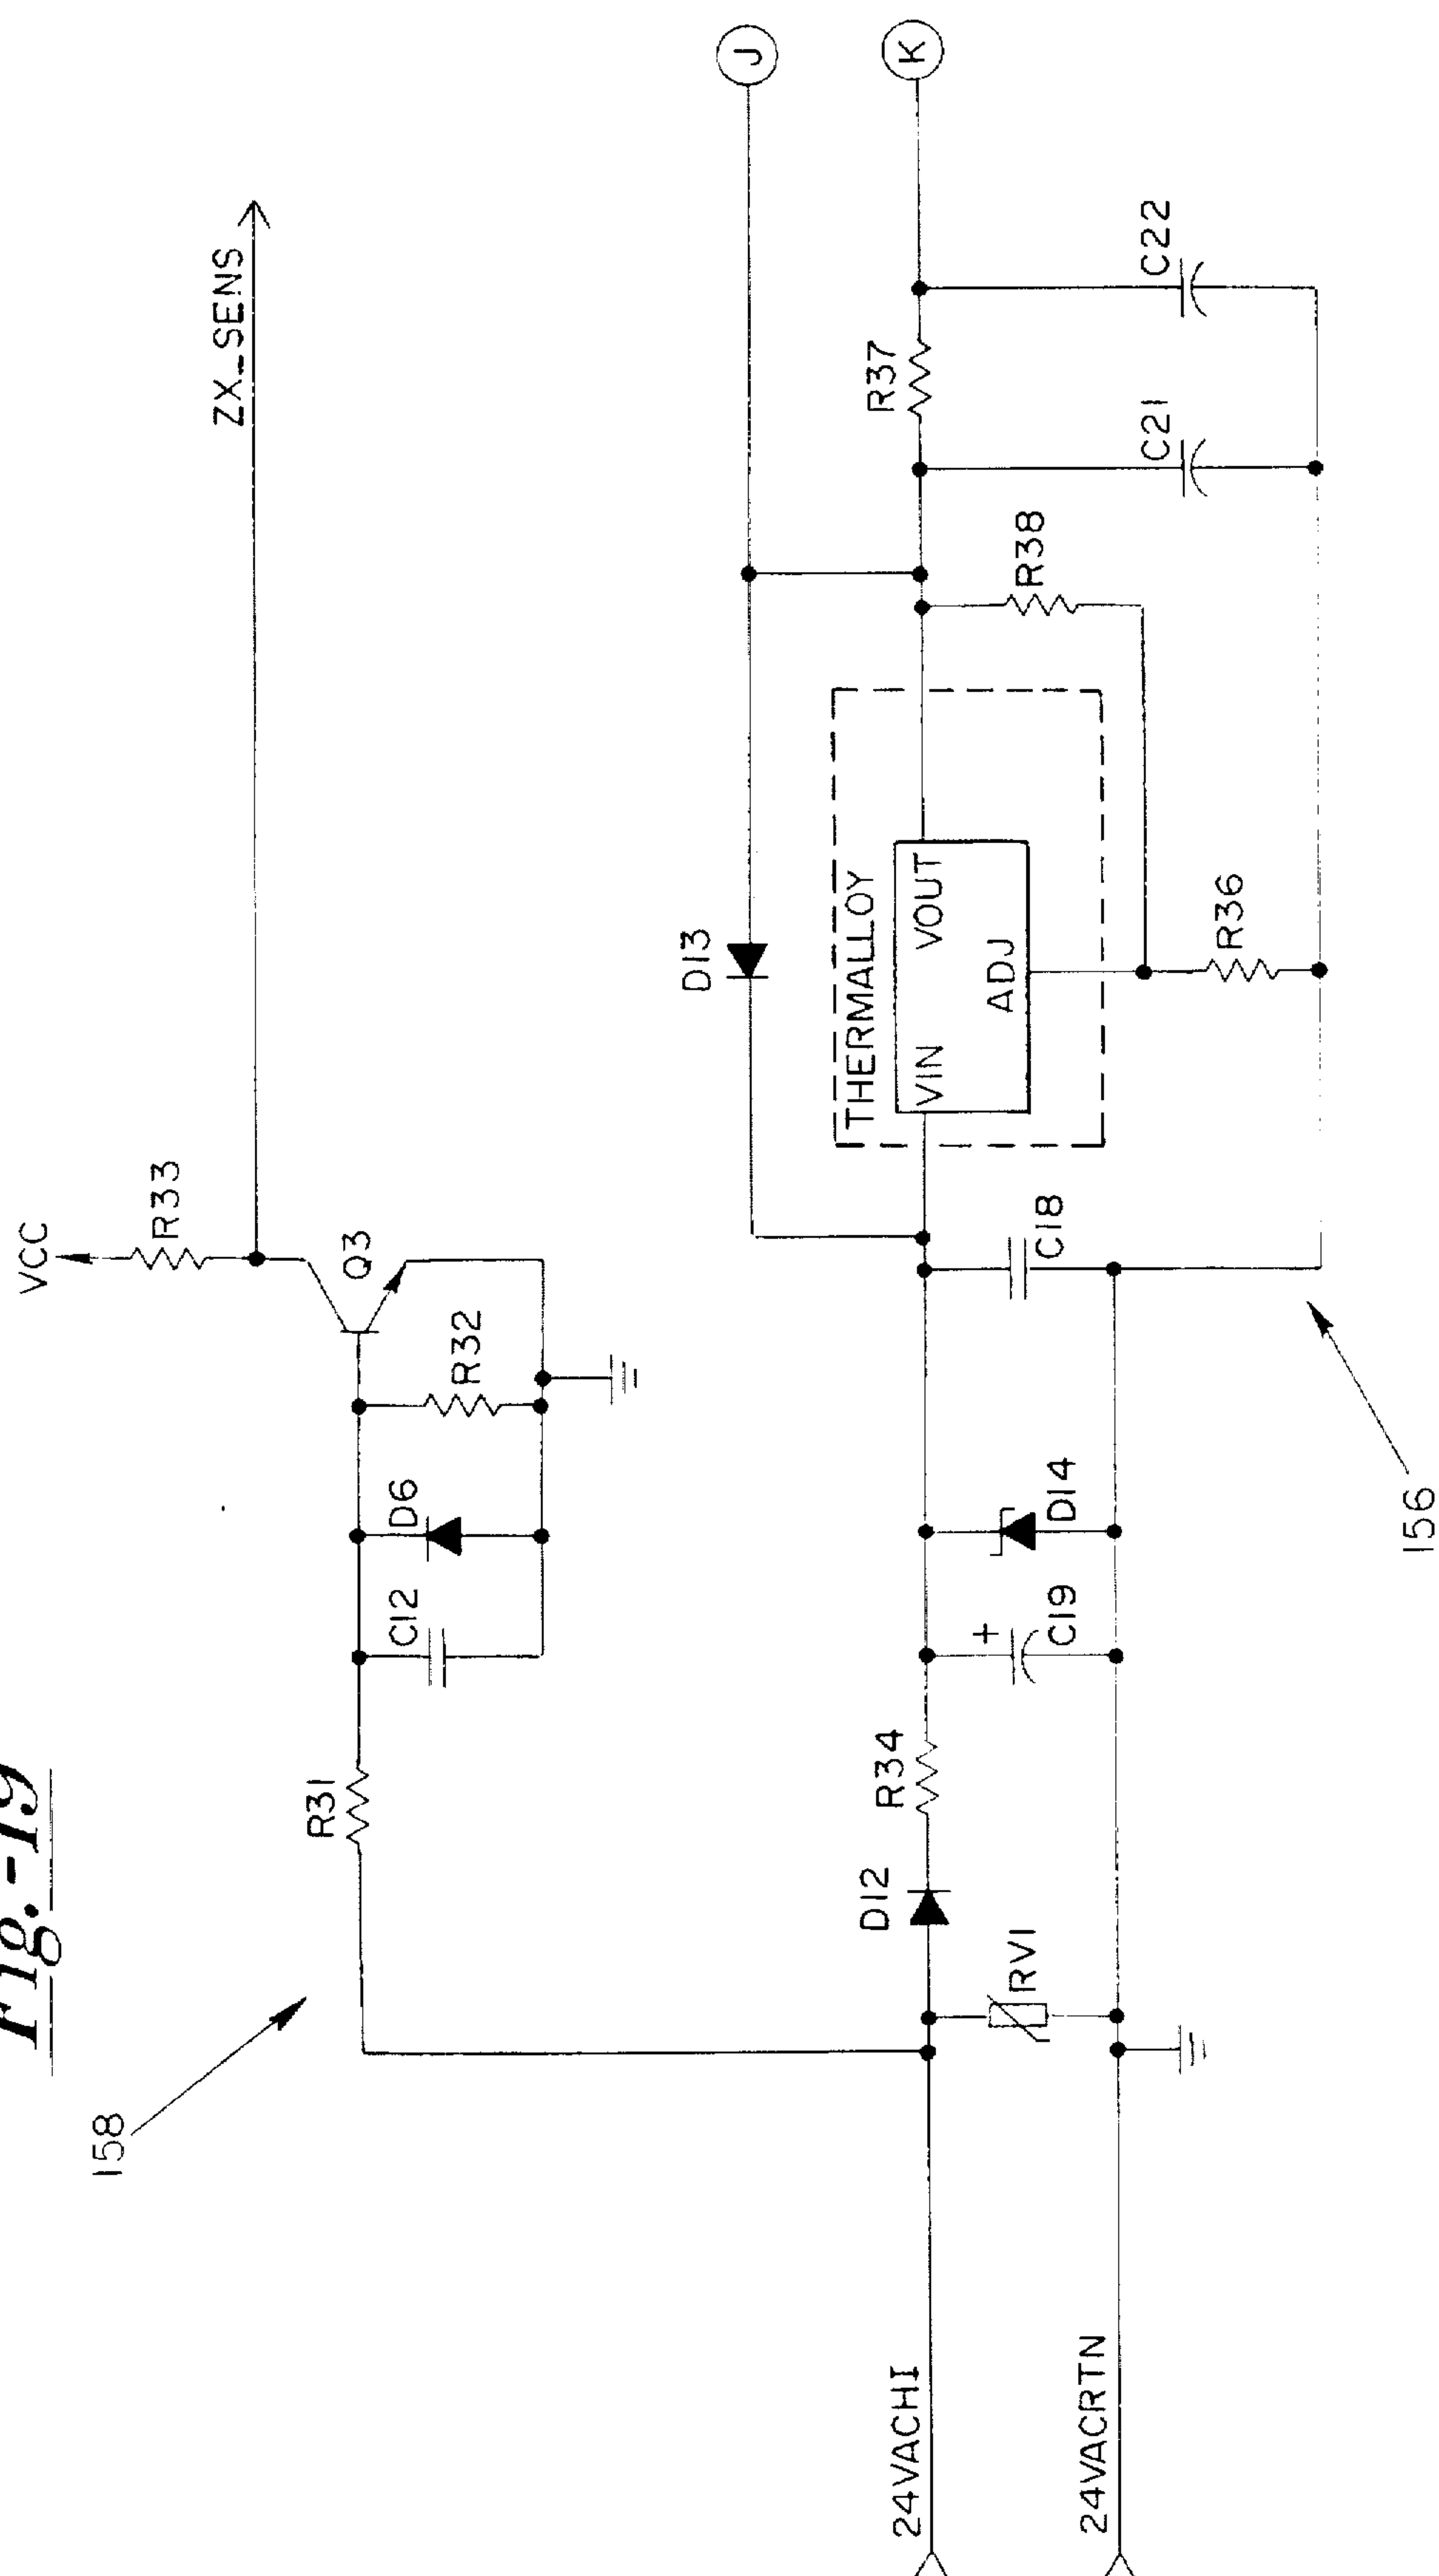 Fig.-19
158
VCC
R33
ZX_SENS
Q3
R31
C12
D6
R32
J
D13
K
THERMALLOY
VIN
VOUT
ADJ
R37
R38
C21
C22
R36
24VACHI
D12
R34
C18
RV1
+
C19
D14
24VACRTN
156